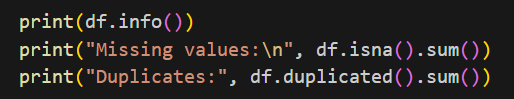 print(df.info())
print("Missing values:\n", df.isna().sum())
print("Duplicates:", df.duplicated().sum())